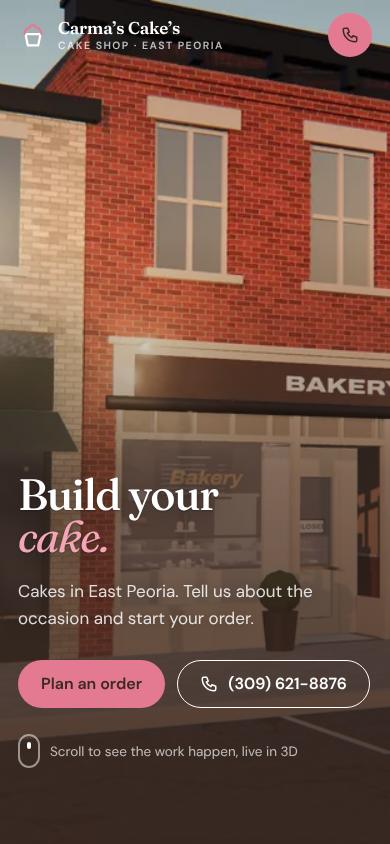 Carma's Cake's
CAKE SHOP · EAST PEORIA
BAKERY
Bakery
CLOSED
Build your
cake.
Cakes in East Peoria. Tell us about the
occasion and start your order.
Plan an order
(309) 621-8876
Scroll to see the work happen, live in 3D